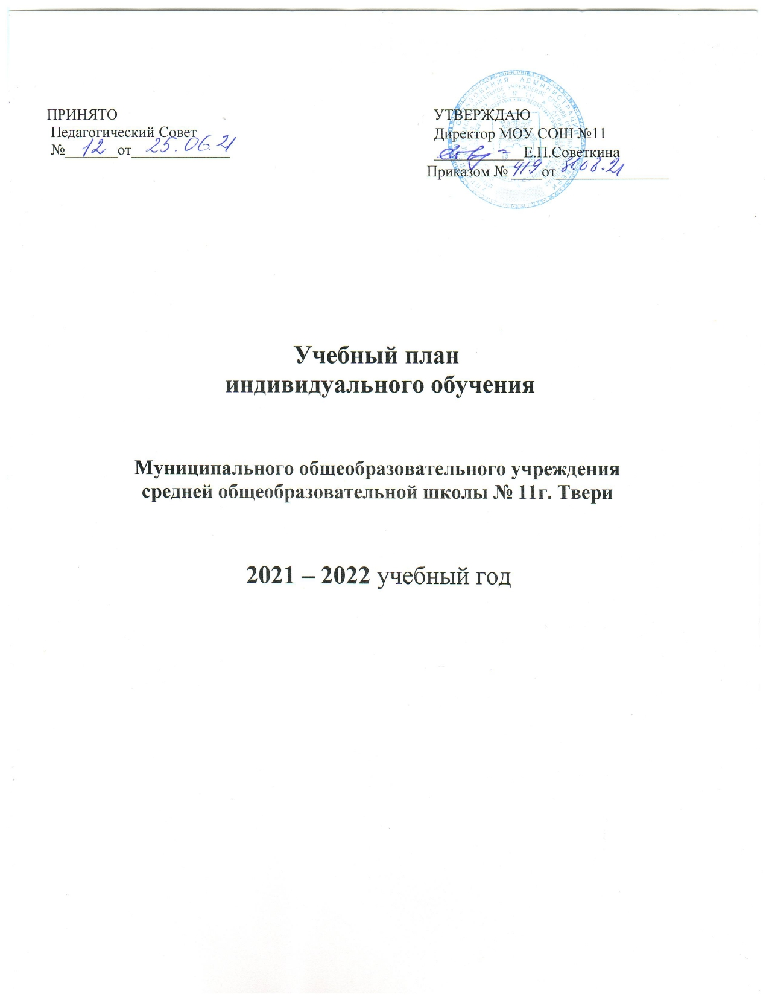 ПРИНЯТО
Педагогический Совет
№ 12 от 25.06.21
УТВЕРЖДАЮ
Директор МОУ СОШ №11
Е.П.Советкина
Приказом № 419 от 31.08.21
Учебный план
индивидуального обучения
Муниципального общеобразовательного учреждения
средней общеобразовательной школы № 11г. Твери
2021 – 2022 учебный год